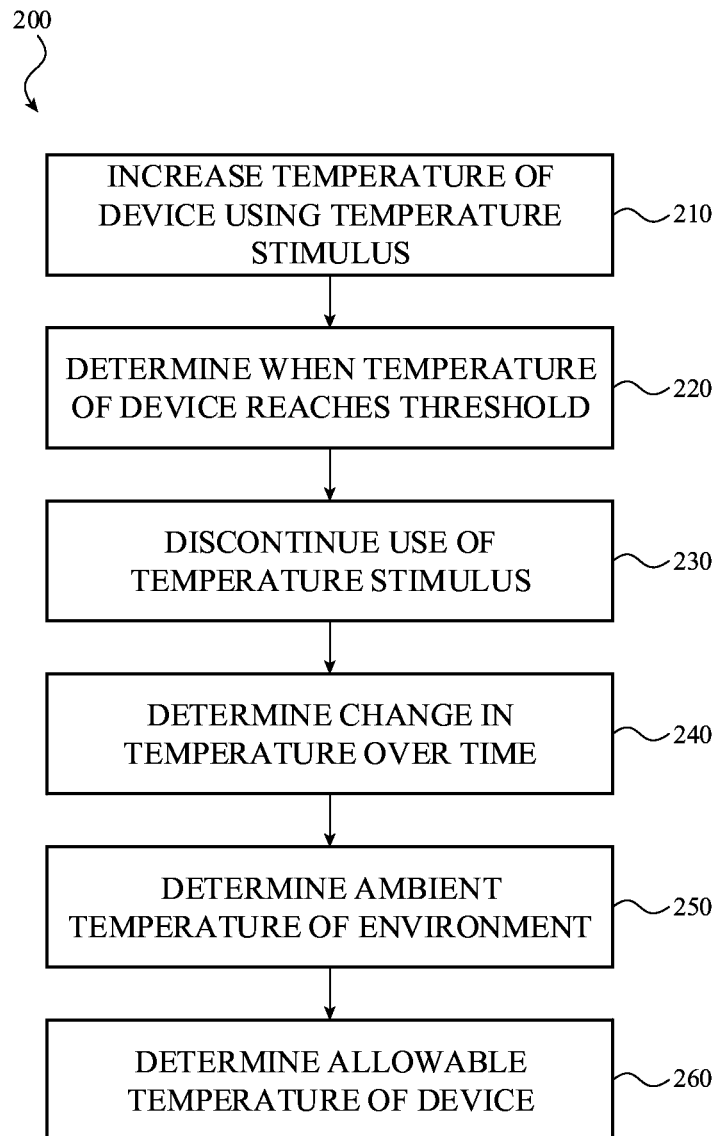 200
INCREASE TEMPERATURE OF
DEVICE USING TEMPERATURE
STIMULUS
210
DETERMINE WHEN TEMPERATURE
OF DEVICE REACHES THRESHOLD
220
DISCONTINUE USE OF
TEMPERATURE STIMULUS
230
DETERMINE CHANGE IN
TEMPERATURE OVER TIME
240
DETERMINE AMBIENT
TEMPERATURE OF ENVIRONMENT
250
DETERMINE ALLOWABLE
TEMPERATURE OF DEVICE
260